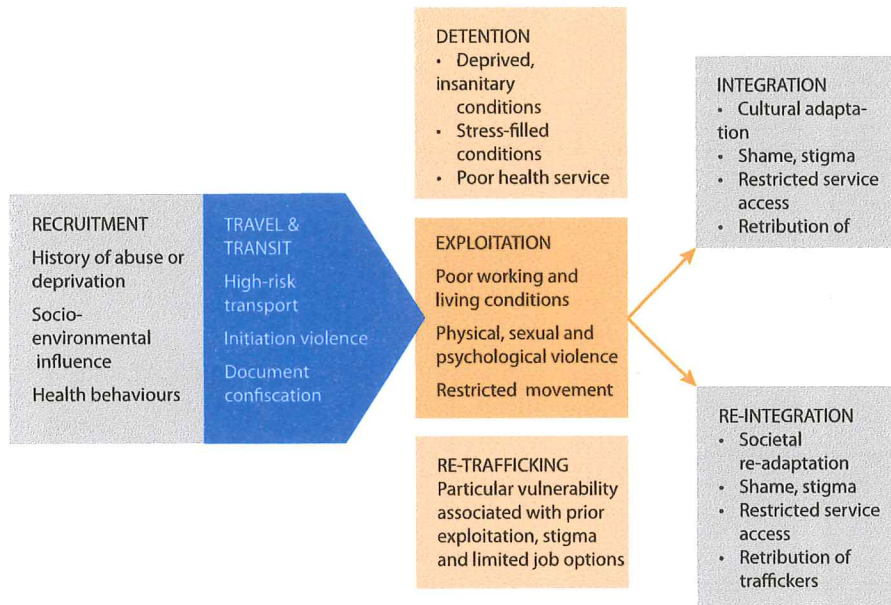 RECRUITMENT
History of abuse or
deprivation
Socio-
environmental
influence
Health behaviours
TRAVEL &
TRANSIT
High-risk
transport
Initiation violence
Document
confiscation
DETENTION
• Deprived,
insanitary
conditions
• Stress-filled
conditions
• Poor health service
EXPLOITATION
Poor working and
living conditions
Physical, sexual and
psychological violence
Restricted movement
RE-TRAFFICKING
Particular vulnerability
associated with prior
exploitation, stigma
and limited job options
INTEGRATION
• Cultural adapta-
tion
• Shame, stigma
• Restricted service
access
• Retribution of
RE-INTEGRATION
• Societal
re-adaptation
• Shame, stigma
• Restricted service
access
• Retribution of
traffickers